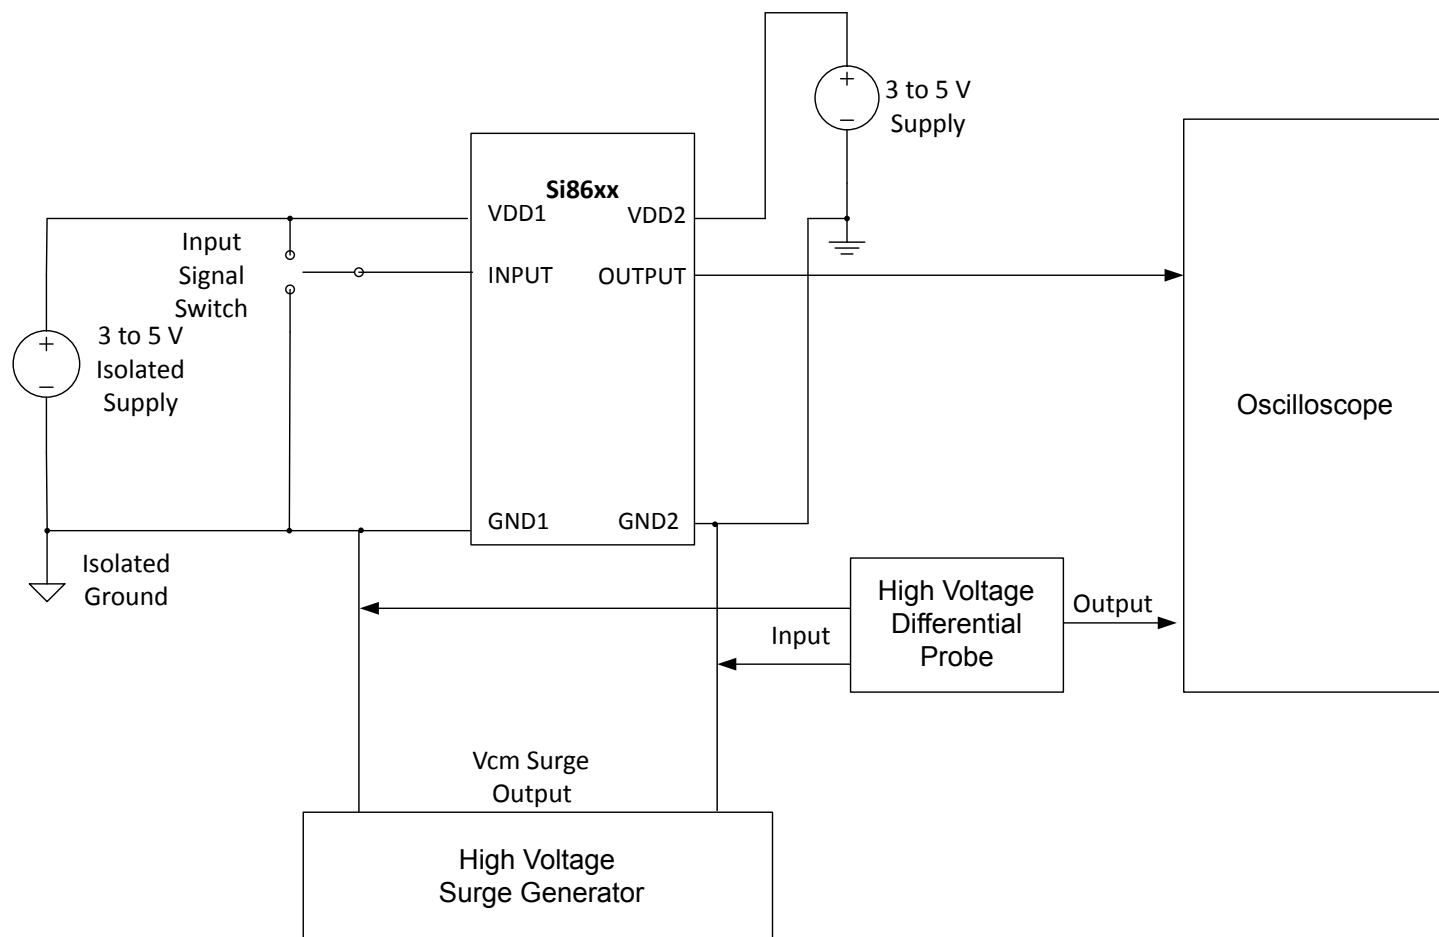 3 to 5 V
Supply
Si86xx
VDD1
VDD2
Input
Signal
Switch
INPUT
OUTPUT
+
−
3 to 5 V
Isolated
Supply
+
−
Oscilloscope
GND1
GND2
Isolated
Ground
High Voltage
Differential
Probe
Input
Output
Vcm Surge
Output
High Voltage
Surge Generator